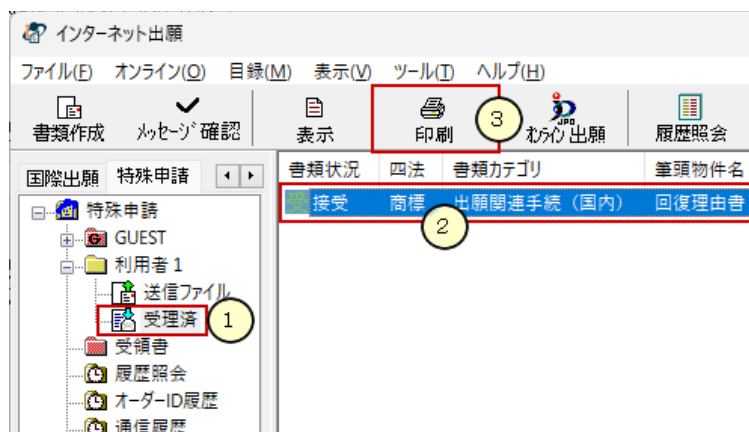 インターネット出願
ファイル(F) オンライン(O) 目録(M) 表示(V) ツール(T) ヘルプ(H)
書類作成 メッセージ確認 表示 印刷 3 オンライン出願 履歴照会
国際出願 特殊申請
書類状況 四法 書類カテゴリ 筆頭物件名
特殊申請
受 接受 商標 出願関連手続(国内) 回復理由書
2
GUEST
利用者1
送信ファイル
受理済 1
受領書
履歴照会
オーダーID履歴
通信履歴